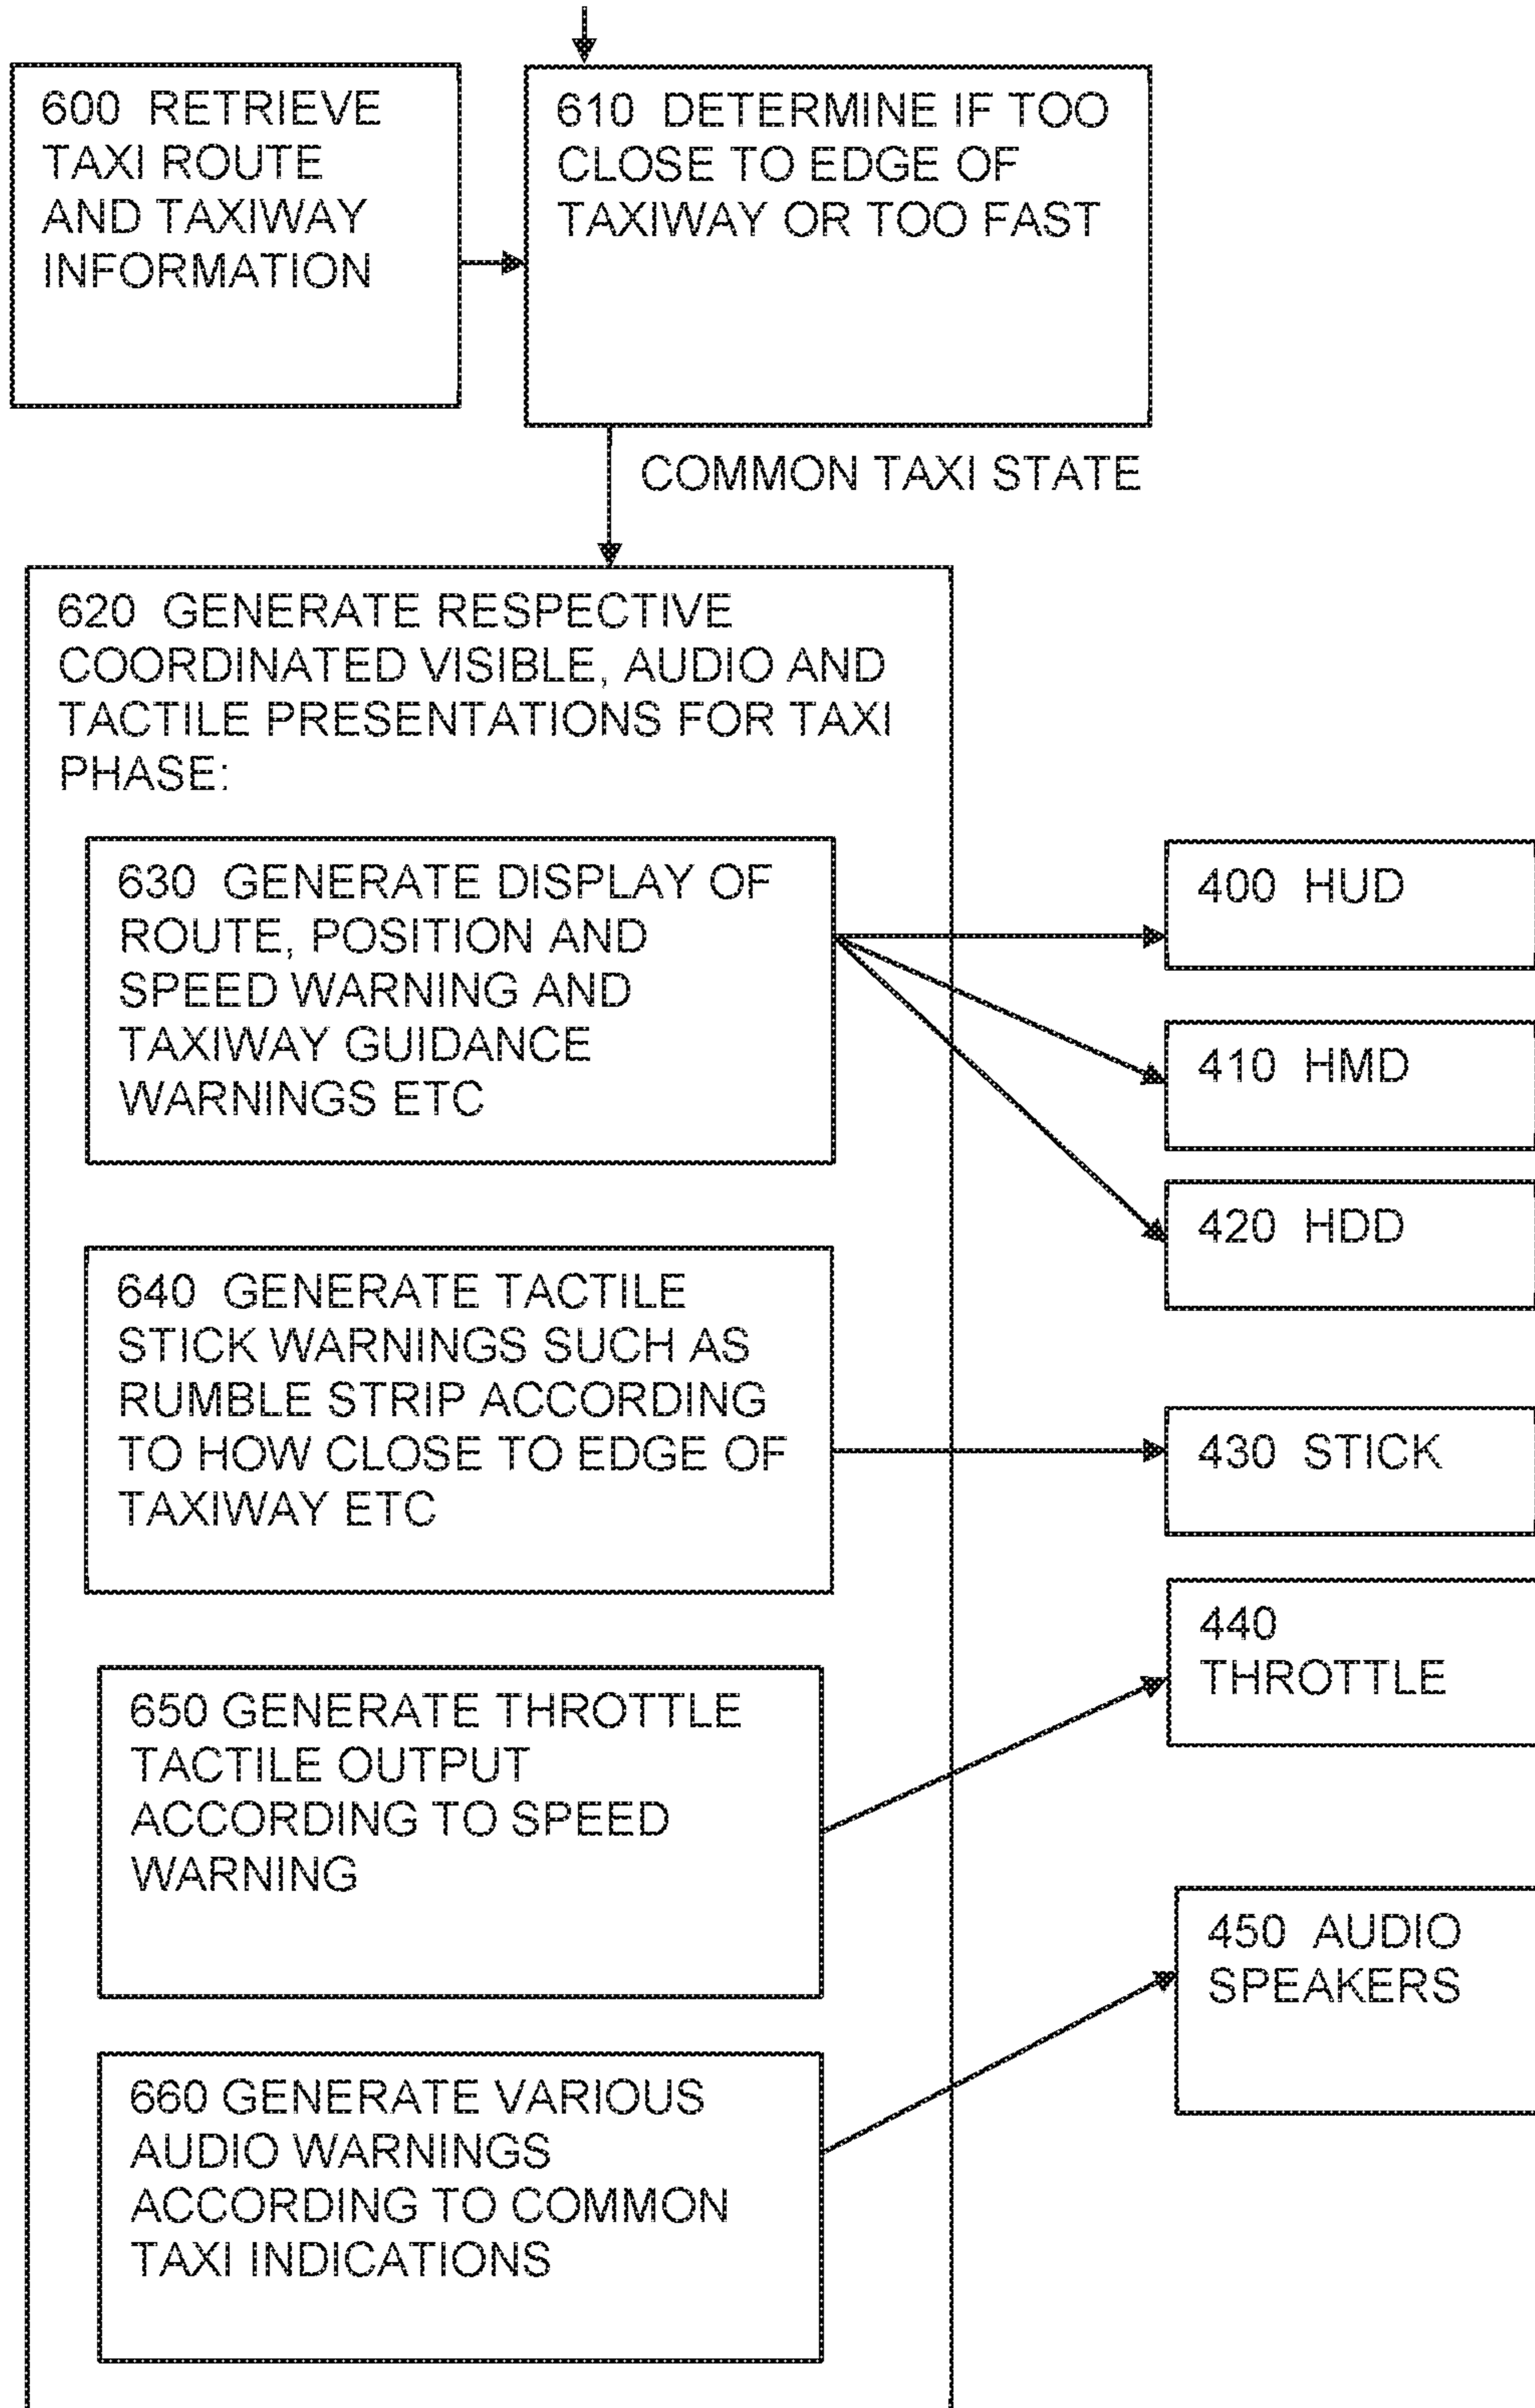 600 RETRIEVE
TAXI ROUTE
AND TAXIWAY
INFORMATION
610 DETERMINE IF TOO
CLOSE TO EDGE OF
TAXIWAY OR TOO FAST
COMMON TAXI STATE
620 GENERATE RESPECTIVE
COORDINATED VISIBLE, AUDIO AND
TACTILE PRESENTATIONS FOR TAXI
PHASE:
630 GENERATE DISPLAY OF
ROUTE, POSITION AND
SPEED WARNING AND
TAXIWAY GUIDANCE
WARNINGS ETC
400 HUD
410 HMD
420 HDD
640 GENERATE TACTILE
STICK WARNINGS SUCH AS
RUMBLE STRIP ACCORDING
TO HOW CLOSE TO EDGE OF
TAXIWAY ETC
430 STICK
650 GENERATE THROTTLE
TACTILE OUTPUT
ACCORDING TO SPEED
WARNING
440
THROTTLE
660 GENERATE VARIOUS
AUDIO WARNINGS
ACCORDING TO COMMON
TAXI INDICATIONS
450 AUDIO
SPEAKERS